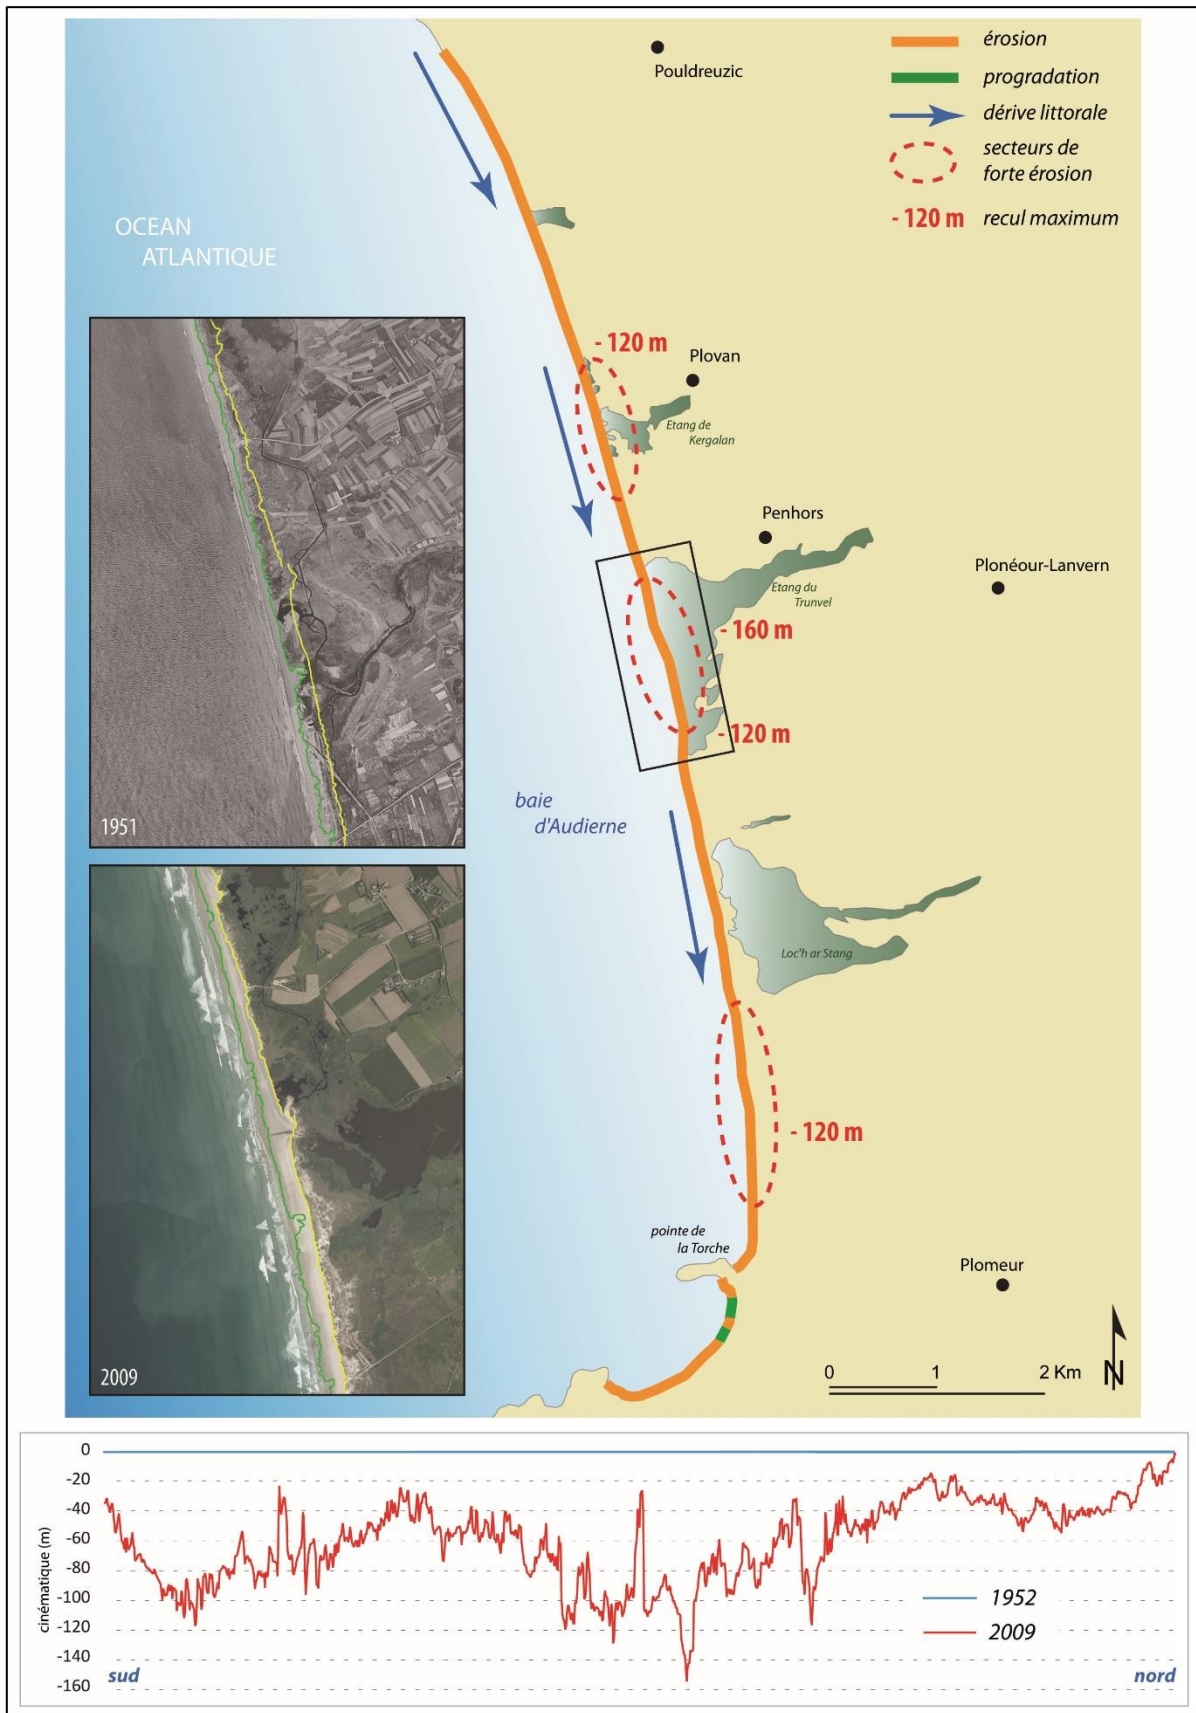 Pouldreuzic
érosion
progradation
dérive littorale
secteurs de
forte érosion
- 120 m
recul maximum
OCEAN
ATLANTIQUE
- 120 m
Plovan
Etang de
Kergalan
Penhors
Plonéour-Lanvern
Etang du
Trunvel
- 160 m
- 120 m
1951
baie
d'Audierne
Loc'h ar Stang
- 120 m
pointe de
la Torche
Plomeur
2009
0
1
2 Km
N
cinématique (m)
0
-20
-40
-60
-80
-100
-120
-140
-160
sud
nord
1952
2009